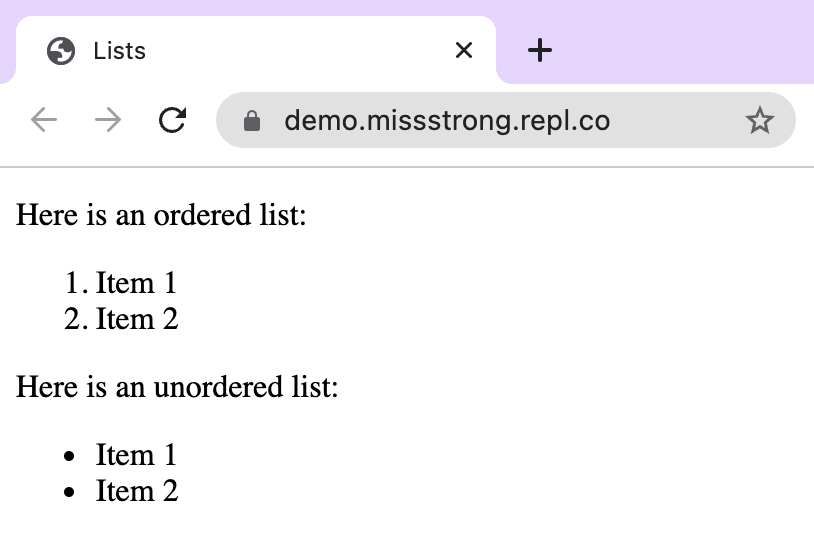 Lists
demo.missstrong.repl.co
Here is an ordered list:
1. Item 1
2. Item 2
Here is an unordered list:
• Item 1
• Item 2